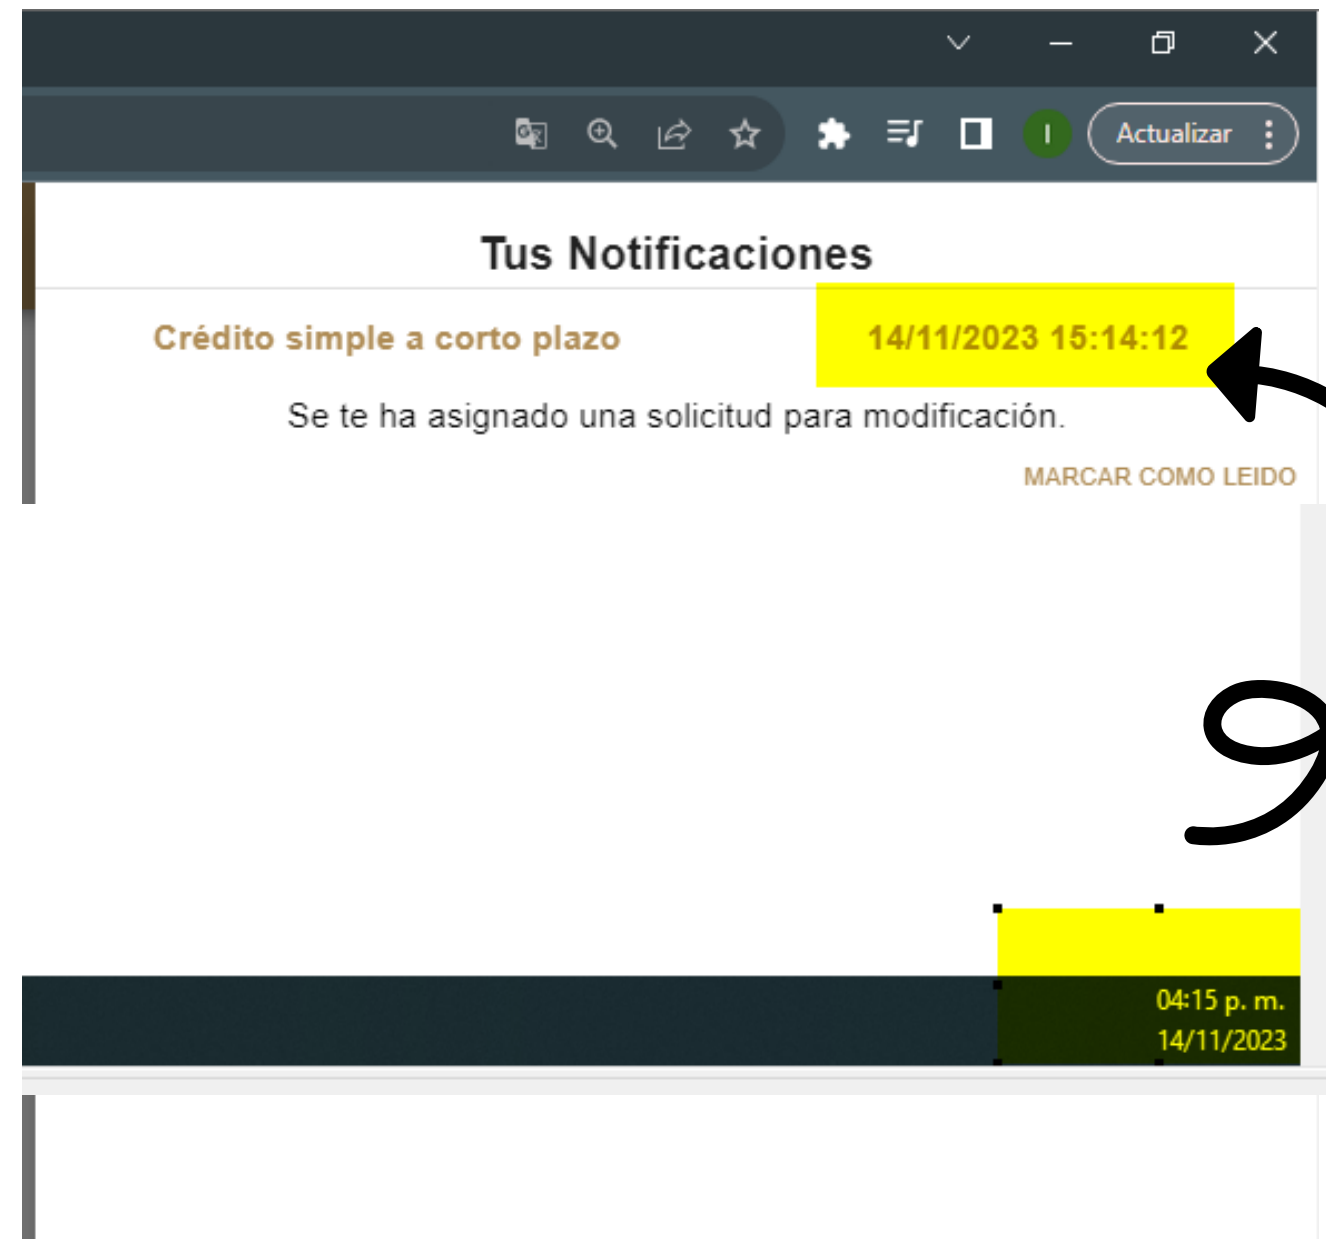 I
Actualizar
Tus Notificaciones
Crédito simple a corto plazo 14/11/2023 15:14:12
Se te ha asignado una solicitud para modificación.
MARCAR COMO LEIDO
04:15 p. m.
14/11/2023